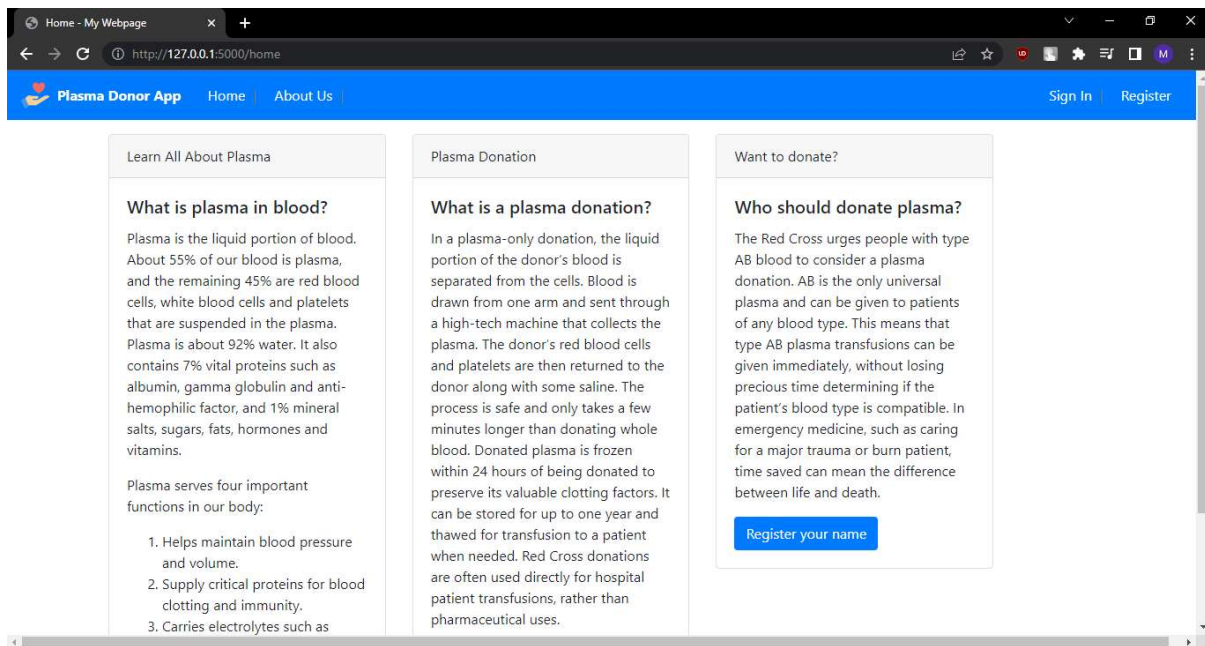 Home - My Webpage
http://127.0.0.1:5000/home
M
Plasma Donor App Home About Us Sign In Register
Learn All About Plasma
What is plasma in blood?
Plasma is the liquid portion of blood.
About 55% of our blood is plasma,
and the remaining 45% are red blood
cells, white blood cells and platelets
that are suspended in the plasma.
Plasma is about 92% water. It also
contains 7% vital proteins such as
albumin, gamma globulin and anti-
hemophilic factor, and 1% mineral
salts, sugars, fats, hormones and
vitamins.
Plasma serves four important
functions in our body:
1. Helps maintain blood pressure
and volume.
2. Supply critical proteins for blood
clotting and immunity.
3. Carries electrolytes such as
Plasma Donation
What is a plasma donation?
In a plasma-only donation, the liquid
portion of the donor's blood is
separated from the cells. Blood is
drawn from one arm and sent through
a high-tech machine that collects the
plasma. The donor's red blood cells
and platelets are then returned to the
donor along with some saline. The
process is safe and only takes a few
minutes longer than donating whole
blood. Donated plasma is frozen
within 24 hours of being donated to
preserve its valuable clotting factors. It
can be stored for up to one year and
thawed for transfusion to a patient
when needed. Red Cross donations
are often used directly for hospital
patient transfusions, rather than
pharmaceutical uses.
Want to donate?
Who should donate plasma?
The Red Cross urges people with type
AB blood to consider a plasma
donation. AB is the only universal
plasma and can be given to patients
of any blood type. This means that
type AB plasma transfusions can be
given immediately, without losing
precious time determining if the
patient's blood type is compatible. In
emergency medicine, such as caring
for a major trauma or burn patient,
time saved can mean the difference
between life and death.
Register your name